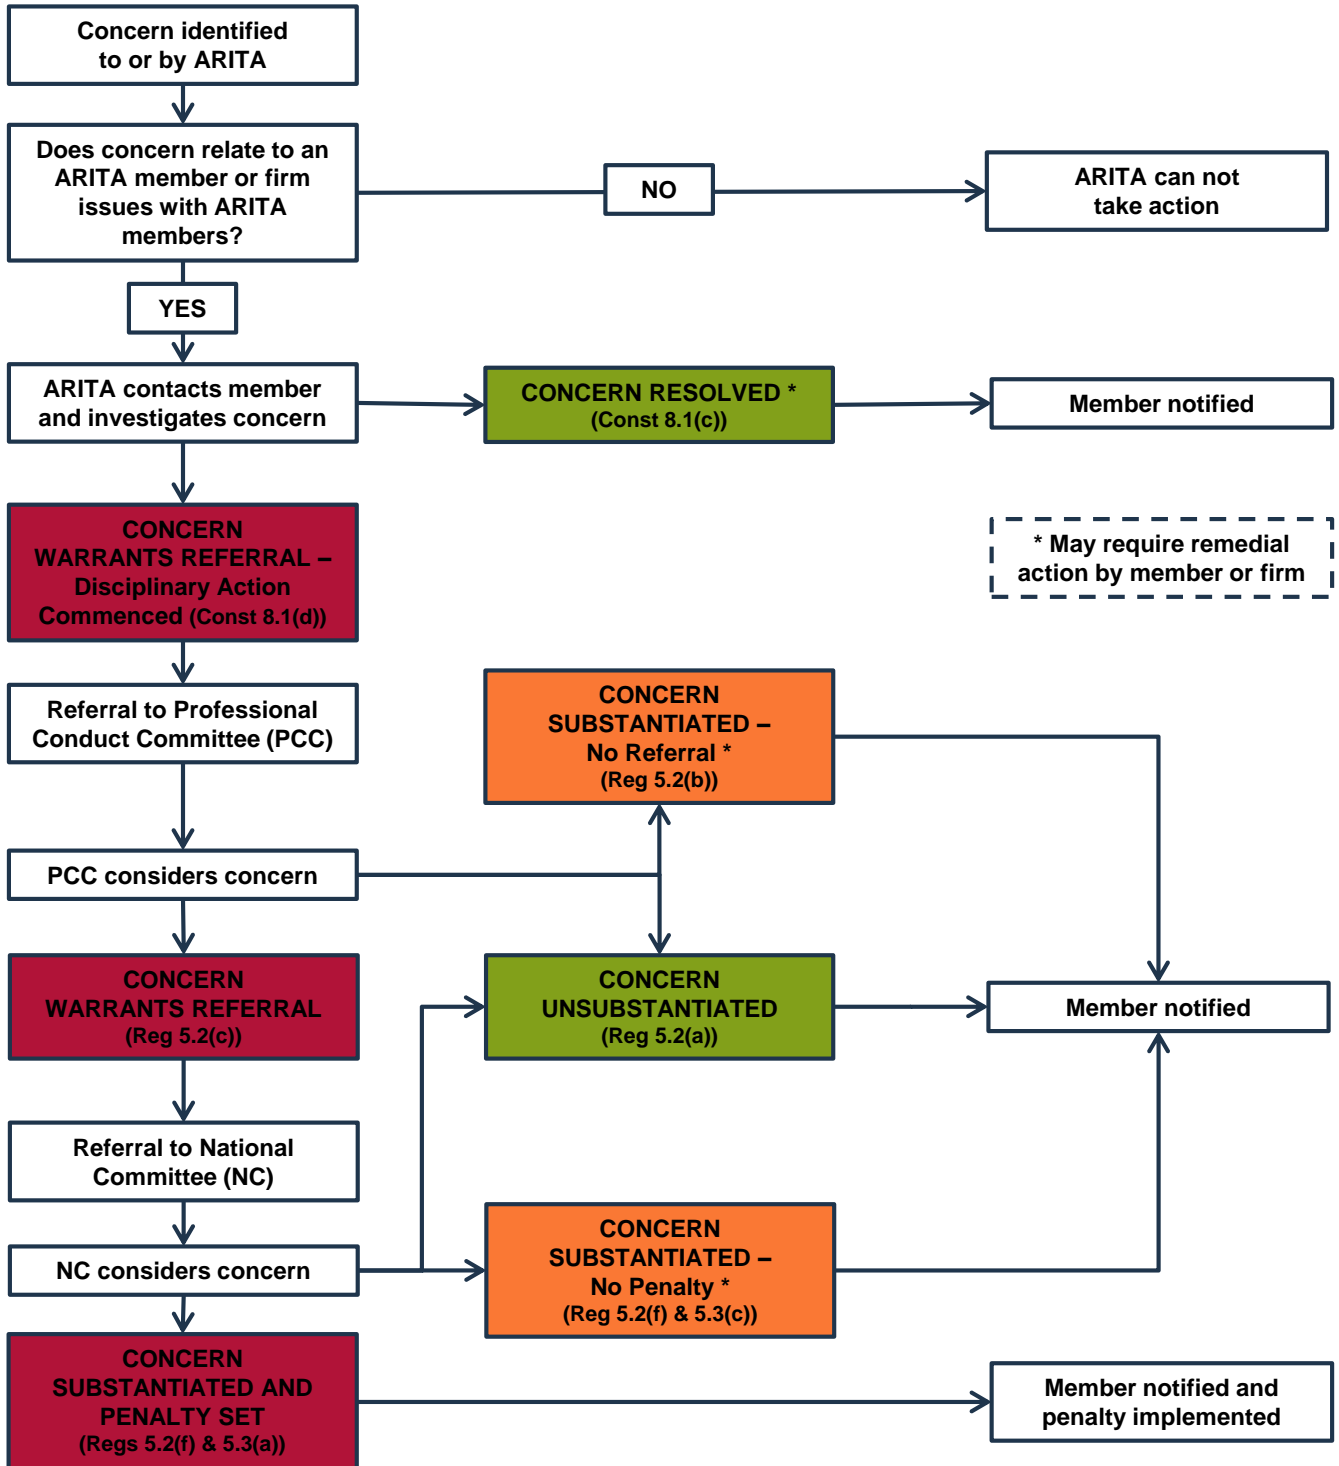 Concern identified
to or by ARITA
Does concern relate to an
ARITA member or firm
issues with ARITA
members?
NO
ARITA can not
take action
YES
ARITA contacts member
and investigates concern
CONCERN RESOLVED *
(Const 8.1(c))
Member notified
CONCERN
WARRANTS REFERRAL –
Disciplinary Action
Commenced (Const 8.1(d))
* May require remedial
action by member or firm
Referral to Professional
Conduct Committee (PCC)
CONCERN
SUBSTANTIATED –
No Referral *
(Reg 5.2(b))
PCC considers concern
CONCERN
WARRANTS REFERRAL
(Reg 5.2(c))
CONCERN
UNSUBSTANTIATED
(Reg 5.2(a))
Member notified
Referral to National
Committee (NC)
NC considers concern
CONCERN
SUBSTANTIATED –
No Penalty *
(Reg 5.2(f) & 5.3(c))
CONCERN
SUBSTANTIATED AND
PENALTY SET
(Regs 5.2(f) & 5.3(a))
Member notified and
penalty implemented